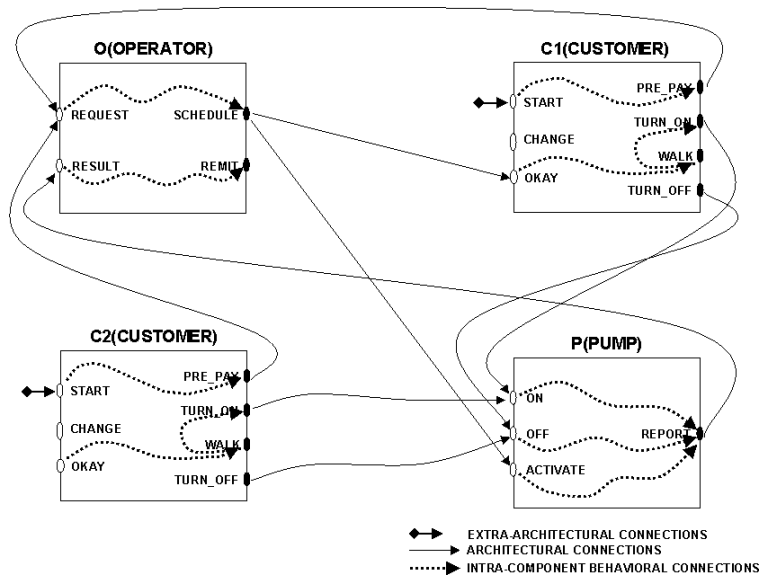 O(OPERATOR)
REQUEST
SCHEDULE
RESULT
REMIT
C1(CUSTOMER)
START
PRE_PAY
CHANGE
TURN_ON
WALK
OKAY
TURN_OFF
C2(CUSTOMER)
START
PRE_PAY
CHANGE
TURN_ON
WALK
OKAY
TURN_OFF
P(PUMP)
ON
OFF
REPORT
ACTIVATE
EXTRA-ARCHITECTURAL CONNECTIONS
ARCHITECTURAL CONNECTIONS
INTRA-COMPONENT BEHAVIORAL CONNECTIONS